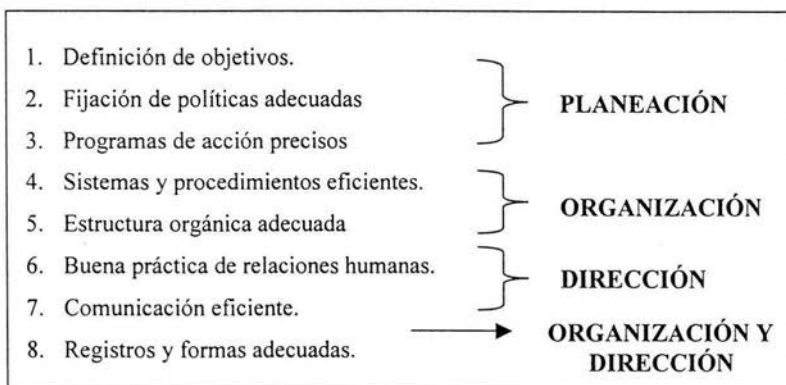 1. Definición de objetivos.
2. Fijación de políticas adecuadas
3. Programas de acción precisos
PLANEACIÓN
4. Sistemas y procedimientos eficientes.
5. Estructura orgánica adecuada
ORGANIZACIÓN
6. Buena práctica de relaciones humanas.
7. Comunicación eficiente.
DIRECCIÓN
8. Registros y formas adecuadas.
ORGANIZACIÓN Y
DIRECCIÓN